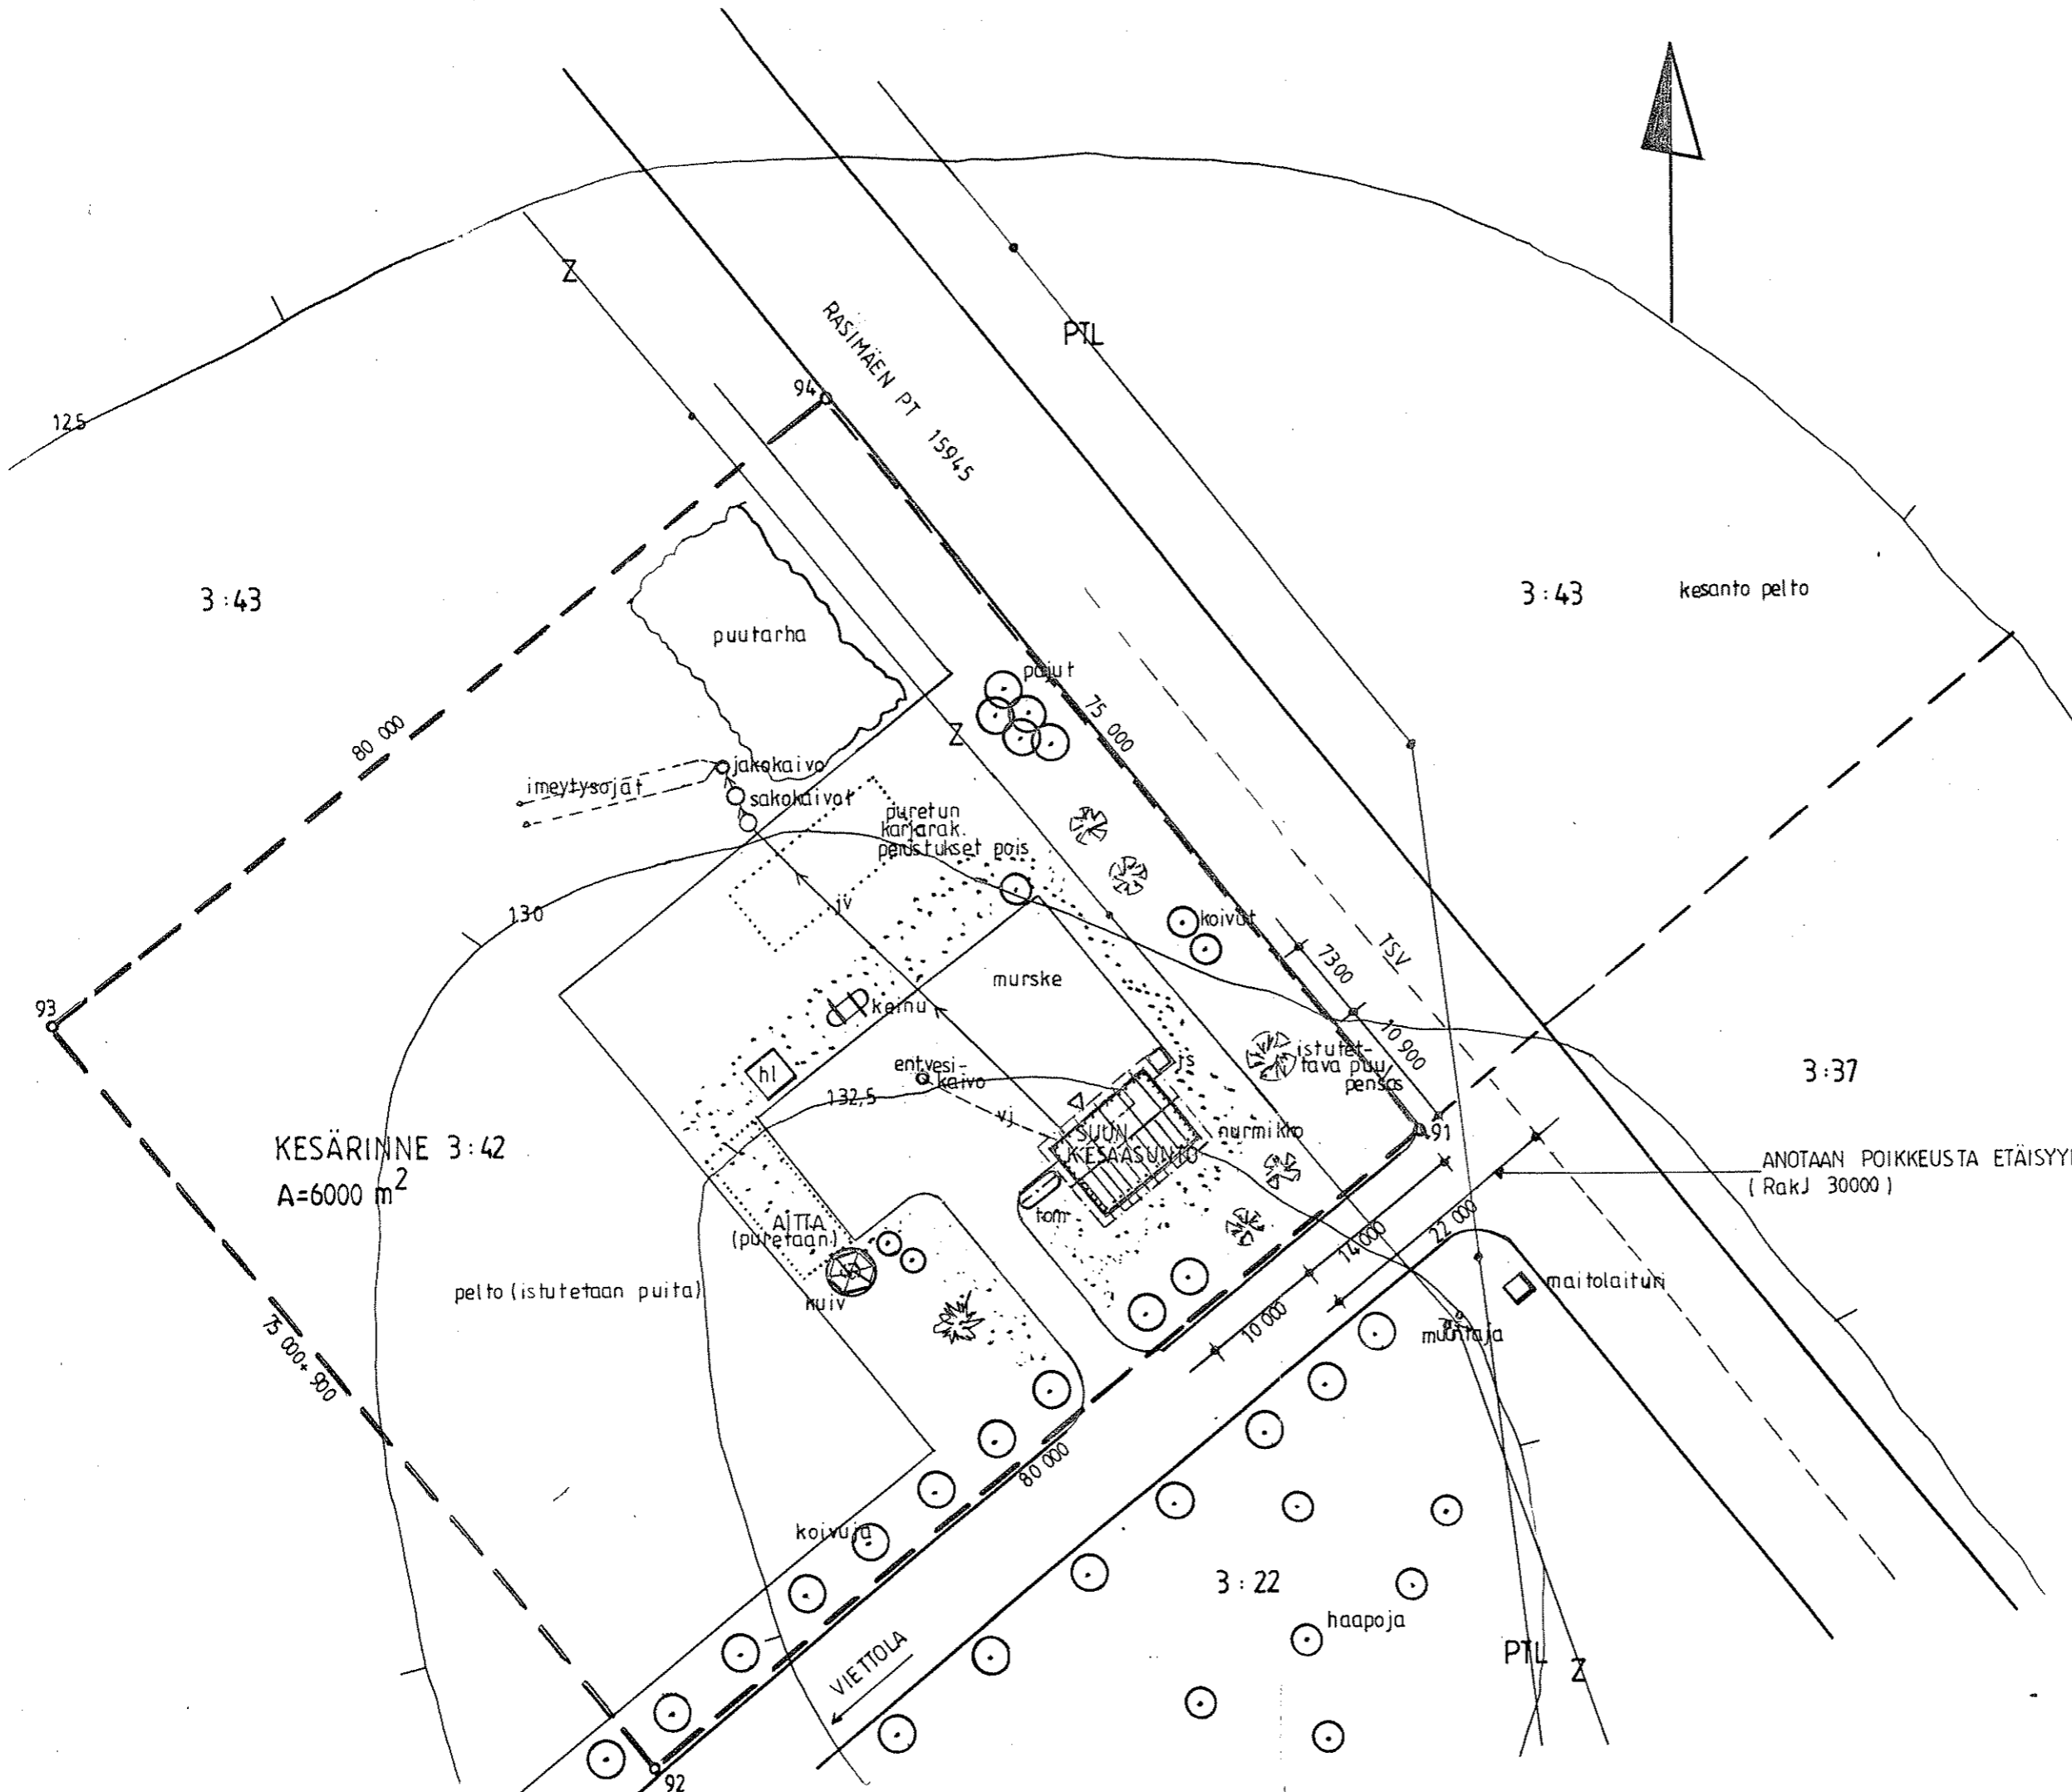 Z
RASIMÄEN PT 15945
PTL
94
125
3:43
3:43 kesanto pelto
puutarha
pajut
75 000
80 000
Z
jakokaivo
imeytysojat
sakokaivot
puretun
karjarak.
perustukset pois
130
jv
koivut
7300
TSV
murske
93
keinu
10 900
hl
ent.vesi-
kaivo
js
istutet-
tava puu/
pensas
3:37
132,5
vj
KESÄRINNE 3:42
A=6000 m²
SUUN.
KESÄASUNTO
nurmikko
91
ANOTAAN POIKKEUSTA ETÄISYY
(RakJ 30000)
tom
AITTA
(puretaan)
14 000
22 000
pelto (istutetaan puita)
kuiv
maitolaituri
10 000
muuntaja
75 000+900
80 000
koivuja
3:22
haapoja
VIETTOLA
PTL
Z
92